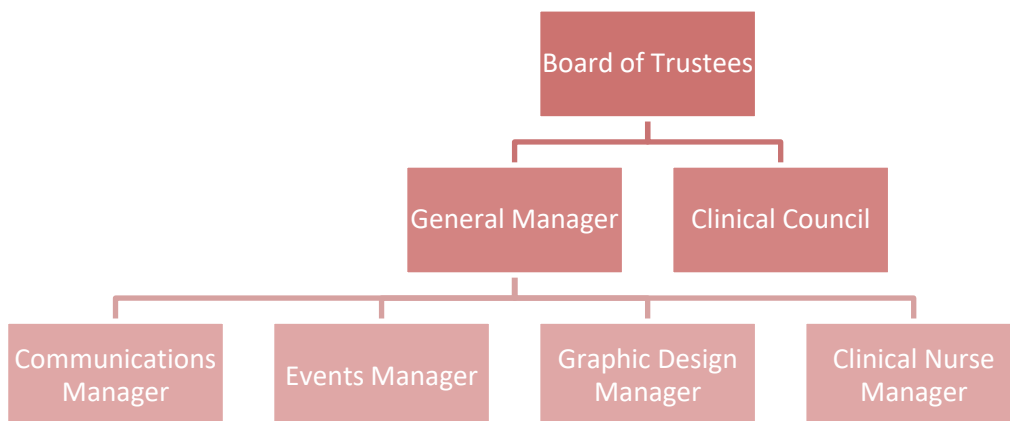 Board of Trustees
General Manager
Clinical Council
Communications
Manager
Events Manager
Graphic Design
Manager
Clinical Nurse
Manager